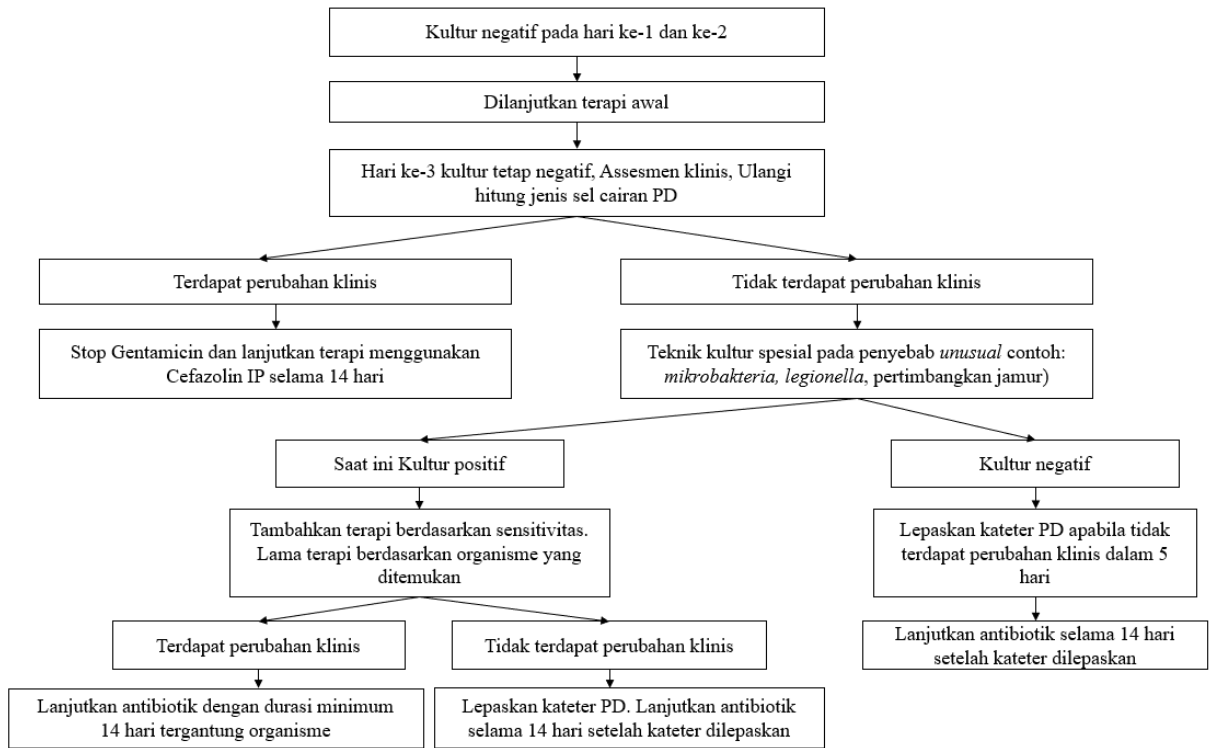 Kultur negatif pada hari ke-1 dan ke-2
Dilanjutkan terapi awal
Hari ke-3 kultur tetap negatif, Assesmen klinis, Ulangi
hitung jenis sel cairan PD
Terdapat perubahan klinis
Tidak terdapat perubahan klinis
Stop Gentamicin dan lanjutkan terapi menggunakan
Cefazolin IP selama 14 hari
Teknik kultur spesial pada penyebab unusual contoh:
mikrobakteria, legionella, pertimbangkan jamur)
Saat ini Kultur positif
Kultur negatif
Tambahkan terapi berdasarkan sensitivitas.
Lama terapi berdasarkan organisme yang
ditemukan
Lepaskan kateter PD apabila tidak
terdapat perubahan klinis dalam 5
hari
Terdapat perubahan klinis
Tidak terdapat perubahan klinis
Lanjutkan antibiotik selama 14 hari
setelah kateter dilepaskan
Lanjutkan antibiotik dengan durasi minimum
14 hari tergantung organisme
Lepaskan kateter PD. Lanjutkan antibiotik
selama 14 hari setelah kateter dilepaskan